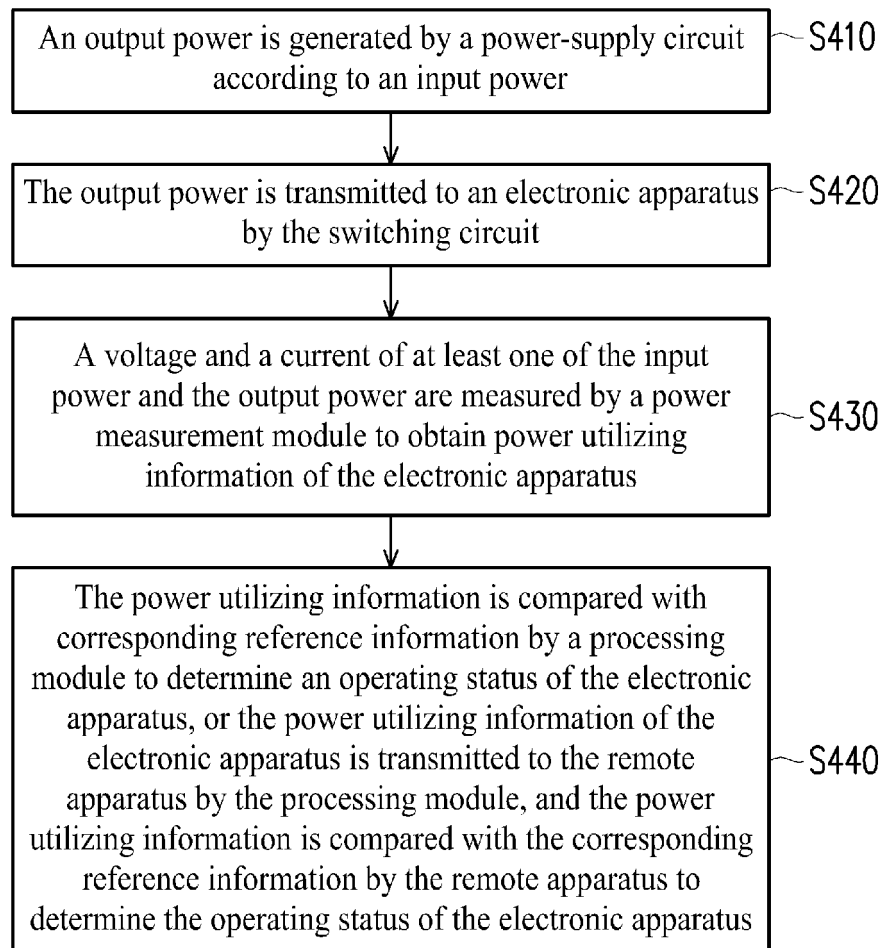 An output power is generated by a power-supply circuit
according to an input power
S410
The output power is transmitted to an electronic apparatus
by the switching circuit
S420
A voltage and a current of at least one of the input
power and the output power are measured by a power
measurement module to obtain power utilizing
information of the electronic apparatus
S430
The power utilizing information is compared with
corresponding reference information by a processing
module to determine an operating status of the electronic
apparatus, or the power utilizing information of the
electronic apparatus is transmitted to the remote
apparatus by the processing module, and the power
utilizing information is compared with the corresponding
reference information by the remote apparatus to
determine the operating status of the electronic apparatus
S440